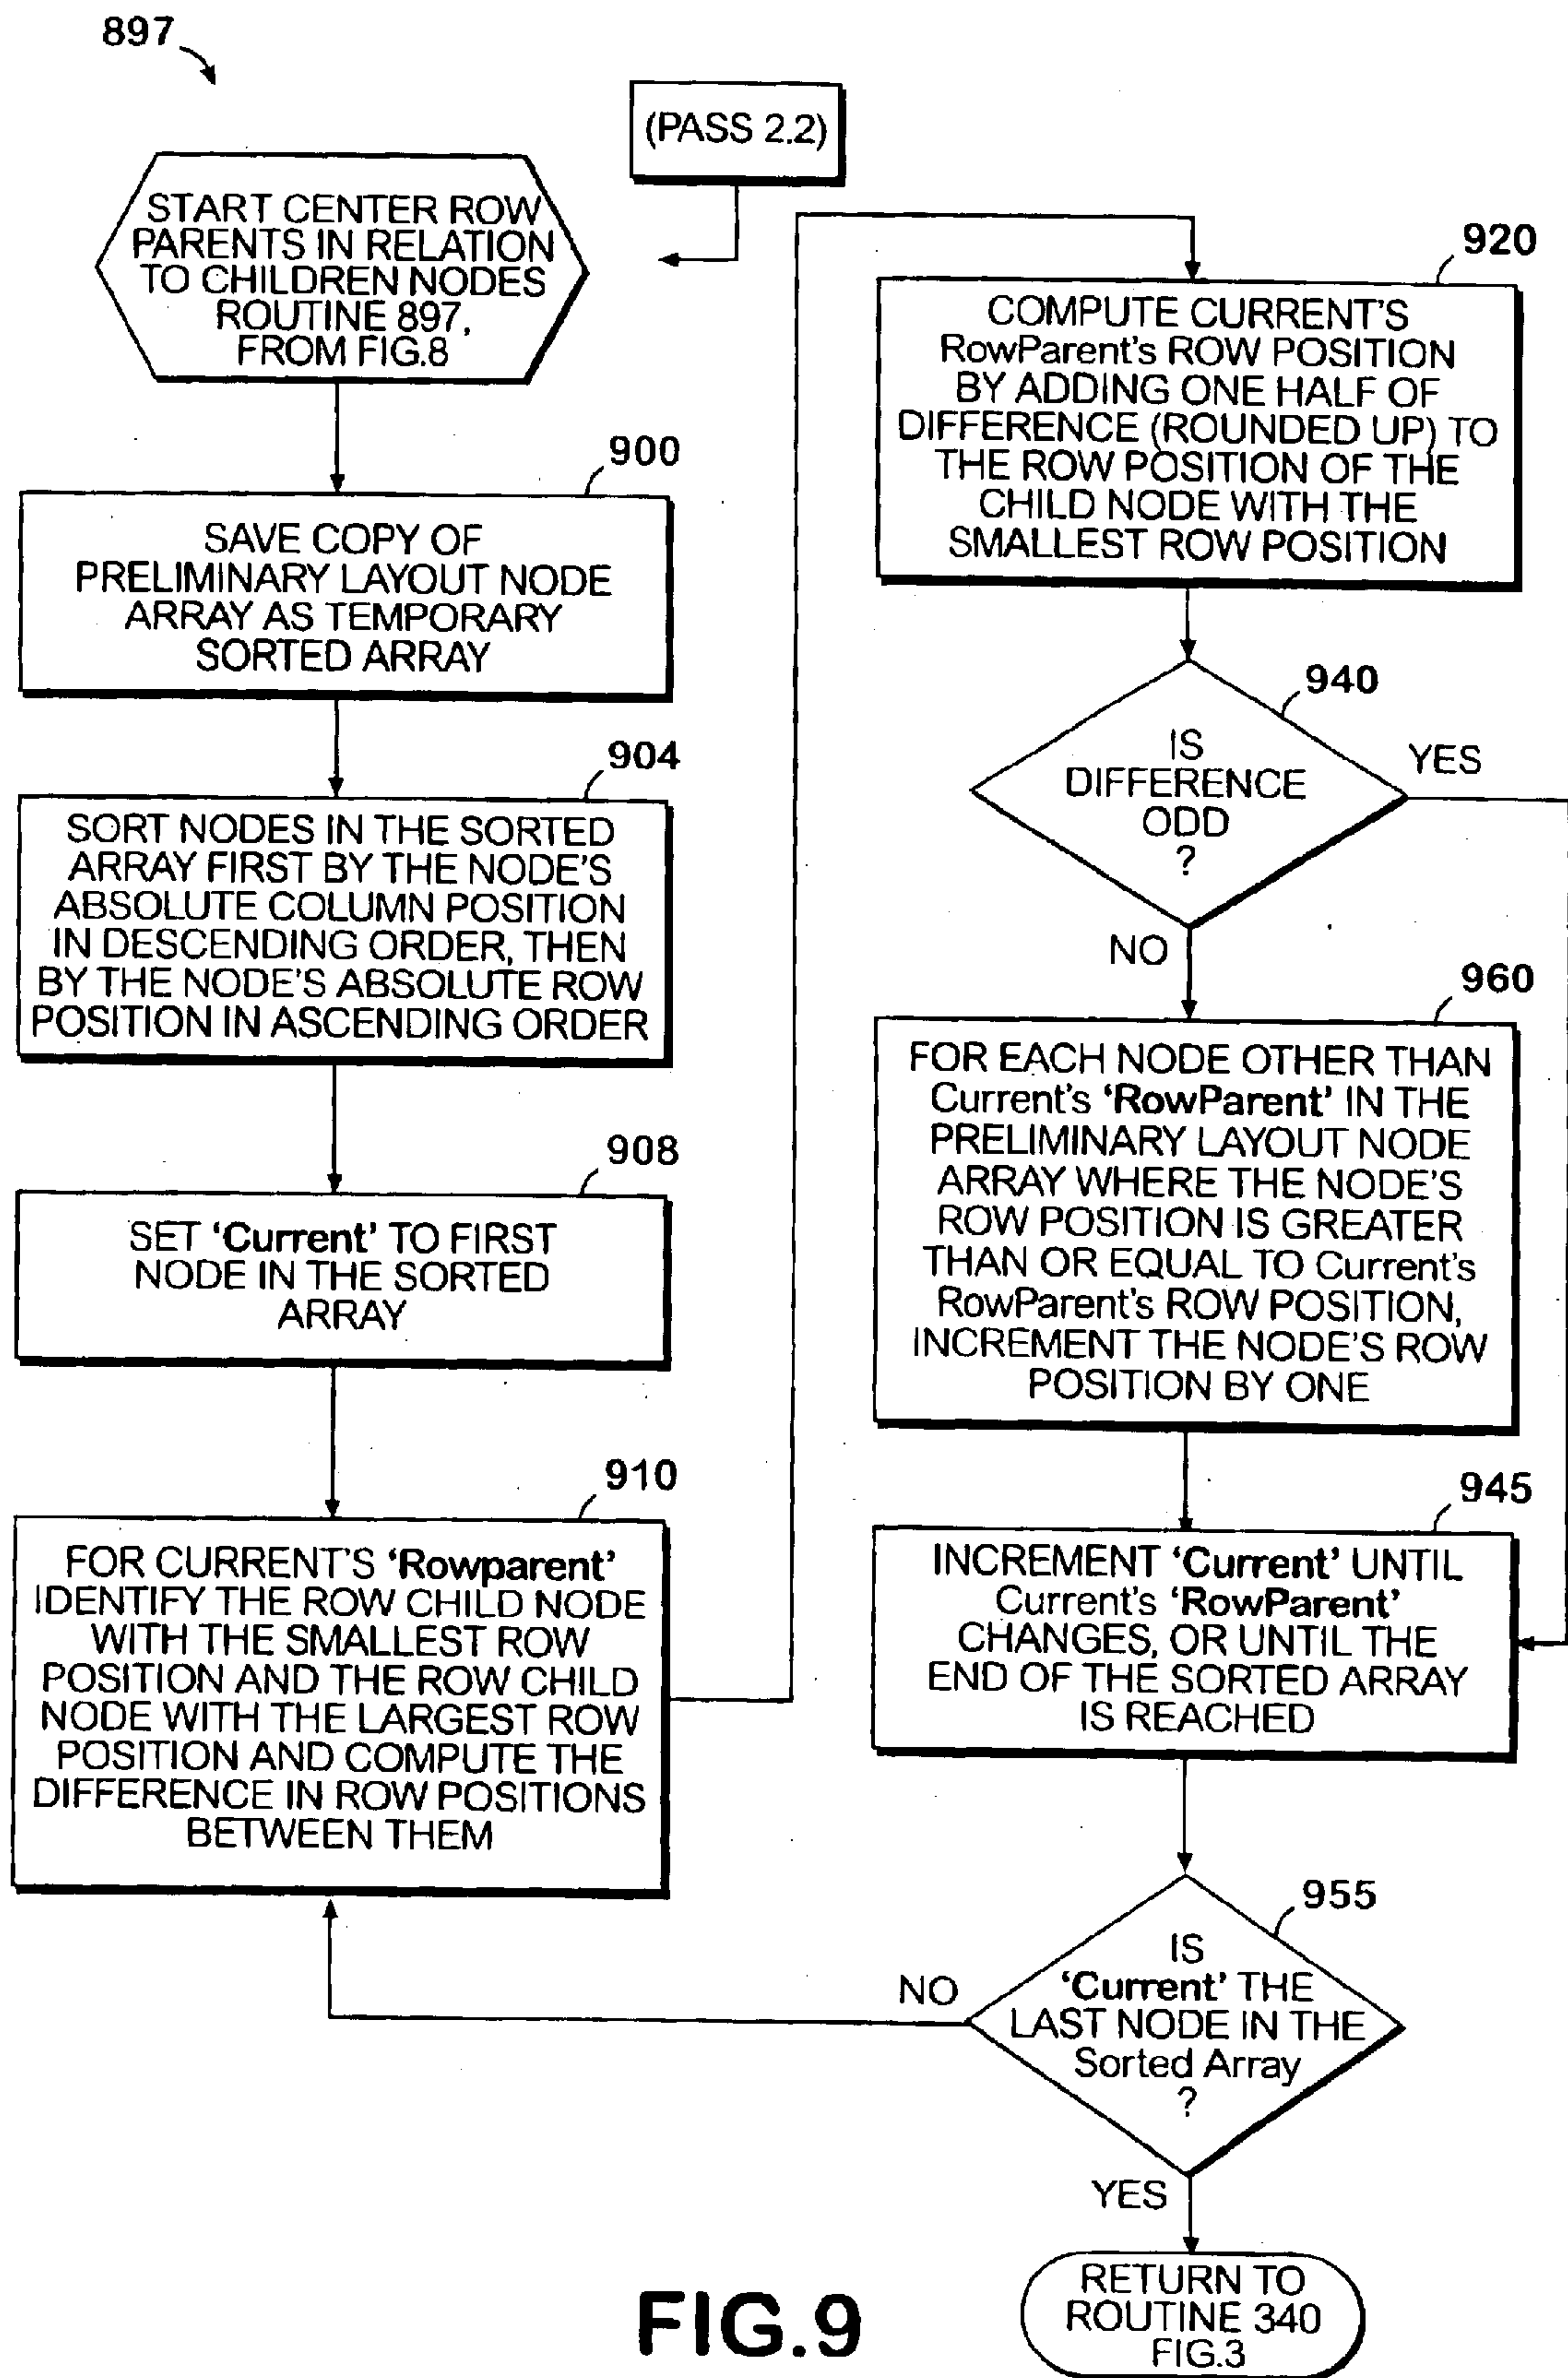 897
(PASS 2.2)
START CENTER ROW
PARENTS IN RELATION
TO CHILDREN NODES
ROUTINE 897,
FROM FIG.8
900
SAVE COPY OF
PRELIMINARY LAYOUT NODE
ARRAY AS TEMPORARY
SORTED ARRAY
904
SORT NODES IN THE SORTED
ARRAY FIRST BY THE NODE'S
ABSOLUTE COLUMN POSITION
IN DESCENDING ORDER, THEN
BY THE NODE'S ABSOLUTE ROW
POSITION IN ASCENDING ORDER
908
SET 'Current' TO FIRST
NODE IN THE SORTED
ARRAY
910
FOR CURRENT'S 'Rowparent'
IDENTIFY THE ROW CHILD NODE
WITH THE SMALLEST ROW
POSITION AND THE ROW CHILD
NODE WITH THE LARGEST ROW
POSITION AND COMPUTE THE
DIFFERENCE IN ROW POSITIONS
BETWEEN THEM
920
COMPUTE CURRENT'S
RowParent's ROW POSITION
BY ADDING ONE HALF OF
DIFFERENCE (ROUNDED UP) TO
THE ROW POSITION OF THE
CHILD NODE WITH THE
SMALLEST ROW POSITION
940
IS
DIFFERENCE
ODD
?
YES
NO
960
FOR EACH NODE OTHER THAN
Current's 'RowParent' IN THE
PRELIMINARY LAYOUT NODE
ARRAY WHERE THE NODE'S
ROW POSITION IS GREATER
THAN OR EQUAL TO Current's
RowParent's ROW POSITION,
INCREMENT THE NODE'S ROW
POSITION BY ONE
945
INCREMENT 'Current' UNTIL
Current's 'RowParent'
CHANGES, OR UNTIL THE
END OF THE SORTED ARRAY
IS REACHED
955
IS
'Current' THE
LAST NODE IN THE
Sorted Array
?
NO
YES
RETURN TO
ROUTINE 340
FIG.3
FIG.9